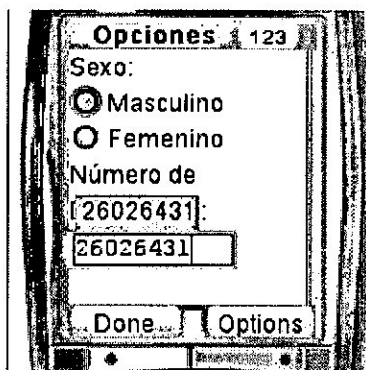 Opciones 123
Sexo:
Masculino
Femenino
Número de
[26026431]:
26026431
Done Options